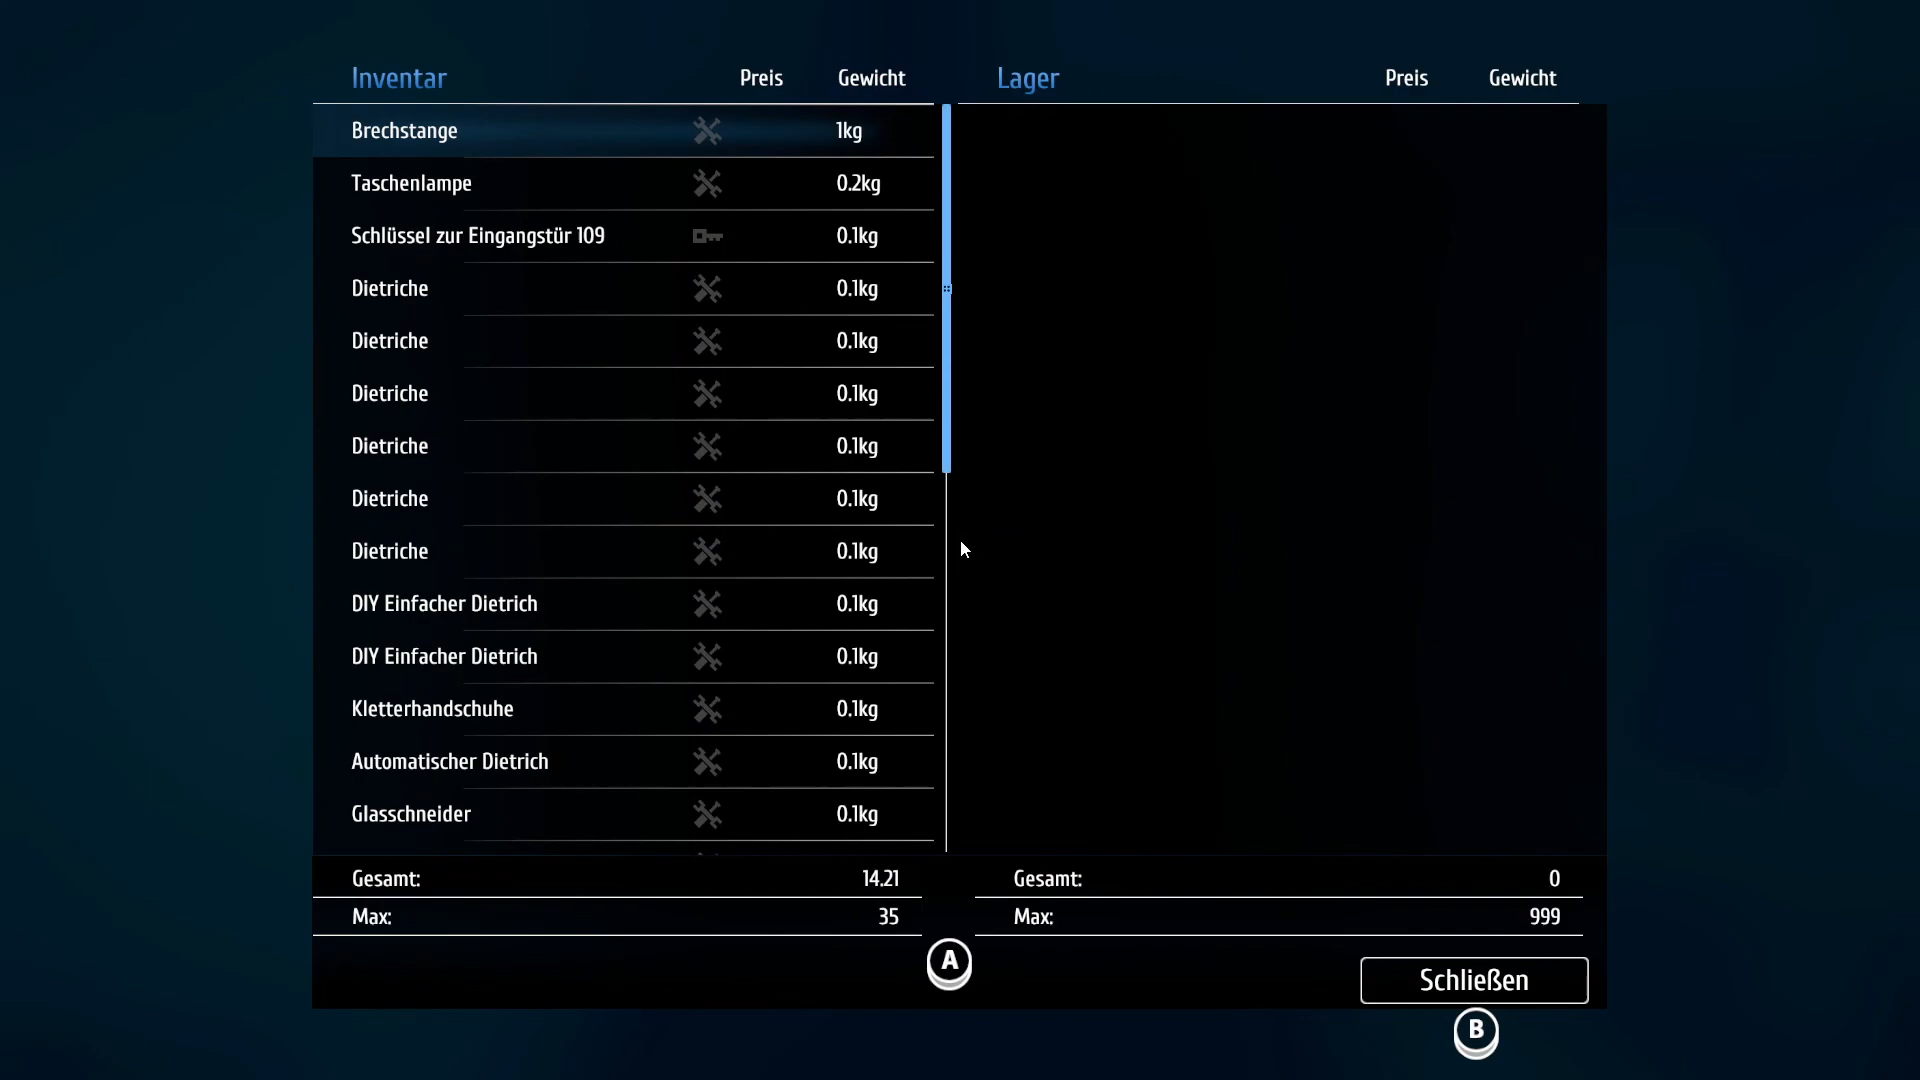 Inventar Preis Gewicht
Brechstange 1kg
Taschenlampe 0.2kg
Schlüssel zur Eingangstür 109 0.1kg
Dietriche 0.1kg
Dietriche 0.1kg
Dietriche 0.1kg
Dietriche 0.1kg
Dietriche 0.1kg
Dietriche 0.1kg
DIY Einfacher Dietrich 0.1kg
DIY Einfacher Dietrich 0.1kg
Kletterhandschuhe 0.1kg
Automatischer Dietrich 0.1kg
Glasschneider 0.1kg
Gesamt: 14.21
Max: 35
Lager Preis Gewicht
Gesamt: 0
Max: 999
A
Schließen
B